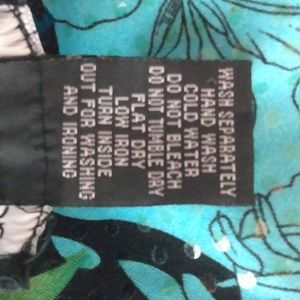 WASH SEPARATELY
HAND WASH
COLD WATER
DO NOT BLEACH
DO NOT TUMBLE DRY
FLAT DRY
LOW IRON
TURN INSIDE
OUT FOR WASHING
AND IRONING